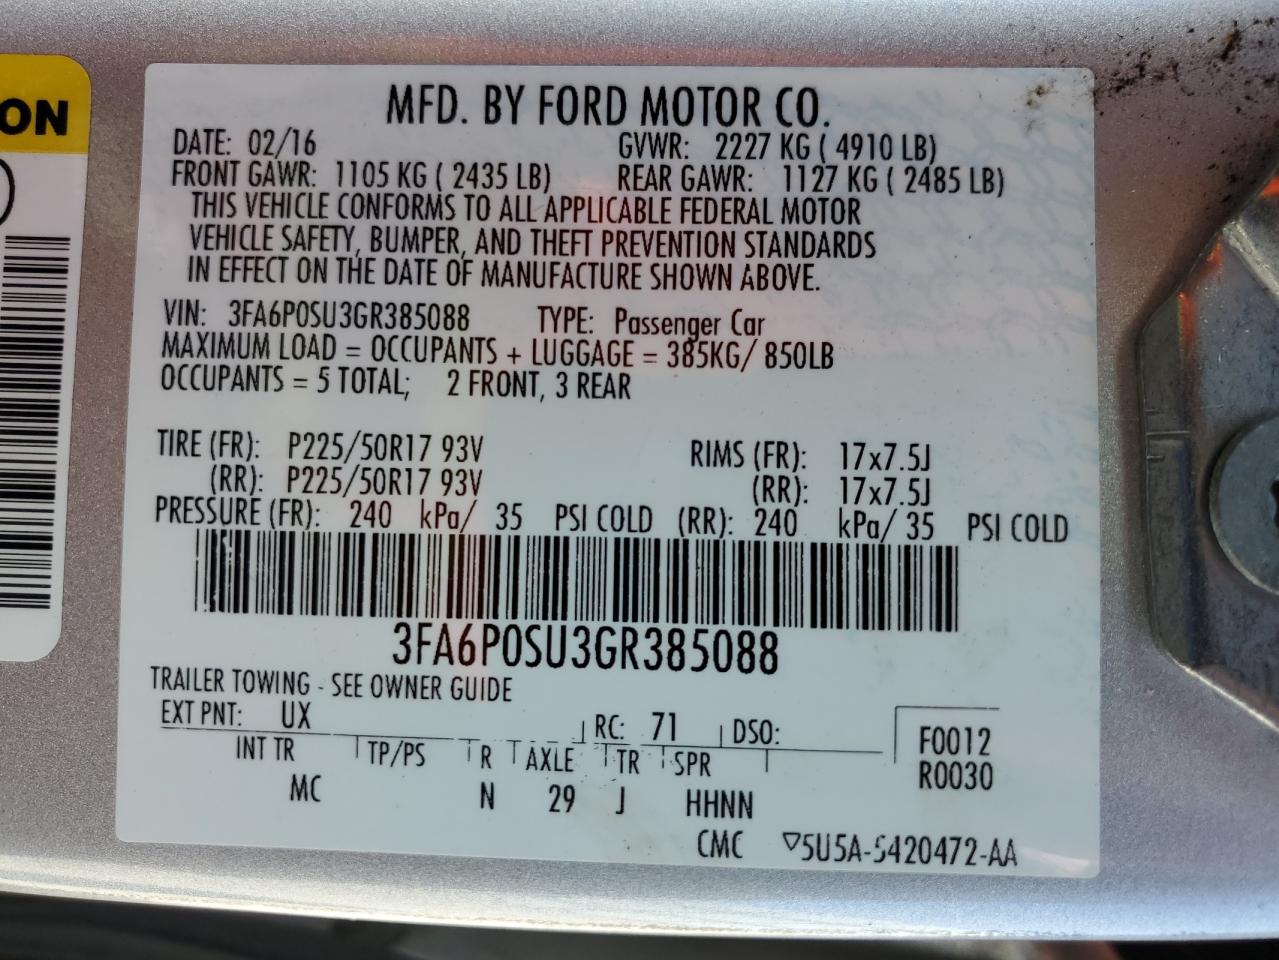 ON
MFD. BY FORD MOTOR CO.
DATE: 02/16 GVWR: 2227 KG ( 4910 LB)
FRONT GAWR: 1105 KG ( 2435 LB) REAR GAWR: 1127 KG ( 2485 LB)
THIS VEHICLE CONFORMS TO ALL APPLICABLE FEDERAL MOTOR
VEHICLE SAFETY, BUMPER, AND THEFT PREVENTION STANDARDS
IN EFFECT ON THE DATE OF MANUFACTURE SHOWN ABOVE.
VIN: 3FA6P0SU3GR385088 TYPE: Passenger Car
MAXIMUM LOAD = OCCUPANTS + LUGGAGE = 385KG/ 850LB
OCCUPANTS = 5 TOTAL; 2 FRONT, 3 REAR
TIRE (FR): P225/50R17 93V RIMS (FR): 17x7.5J
(RR): P225/50R17 93V (RR): 17x7.5J
PRESSURE (FR): 240 kPa/ 35 PSI COLD (RR): 240 kPa/ 35 PSI COLD
3FA6P0SU3GR385088
TRAILER TOWING - SEE OWNER GUIDE
EXT PNT: UX RC: 71 DSO: F0012
INT TR TP/PS R AXLE TR SPR R0030
MC N 29 J HHNN
CMC ▽5U5A-5420472-AA